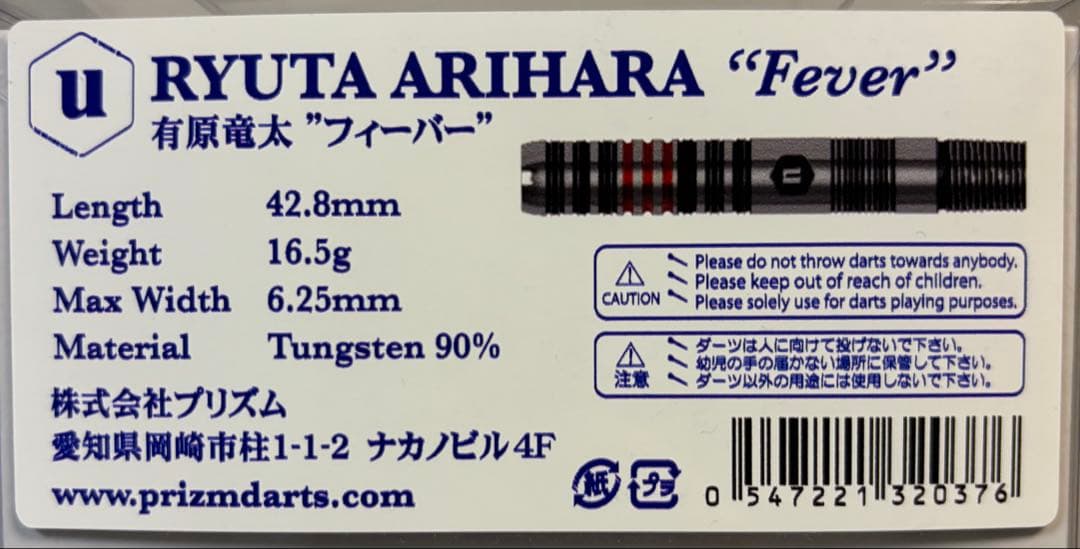 u
RYUTA ARIHARA “Fever”
有原竜太 ”フィーバー”
Length 42.8mm
Weight 16.5g
Max Width 6.25mm
Material Tungsten 90%
株式会社プリズム
愛知県岡崎市柱1-1-2 ナカノビル4F
www.prizmdarts.com
u
CAUTION
Please do not throw darts towards anybody.
Please keep out of reach of children.
Please solely use for darts playing purposes.
注意
ダーツは人に向けて投げないで下さい。
幼児の手の届かない場所に保管して下さい。
ダーツ以外の用途には使用しないで下さい。
紙 プラ
0 547221 320376